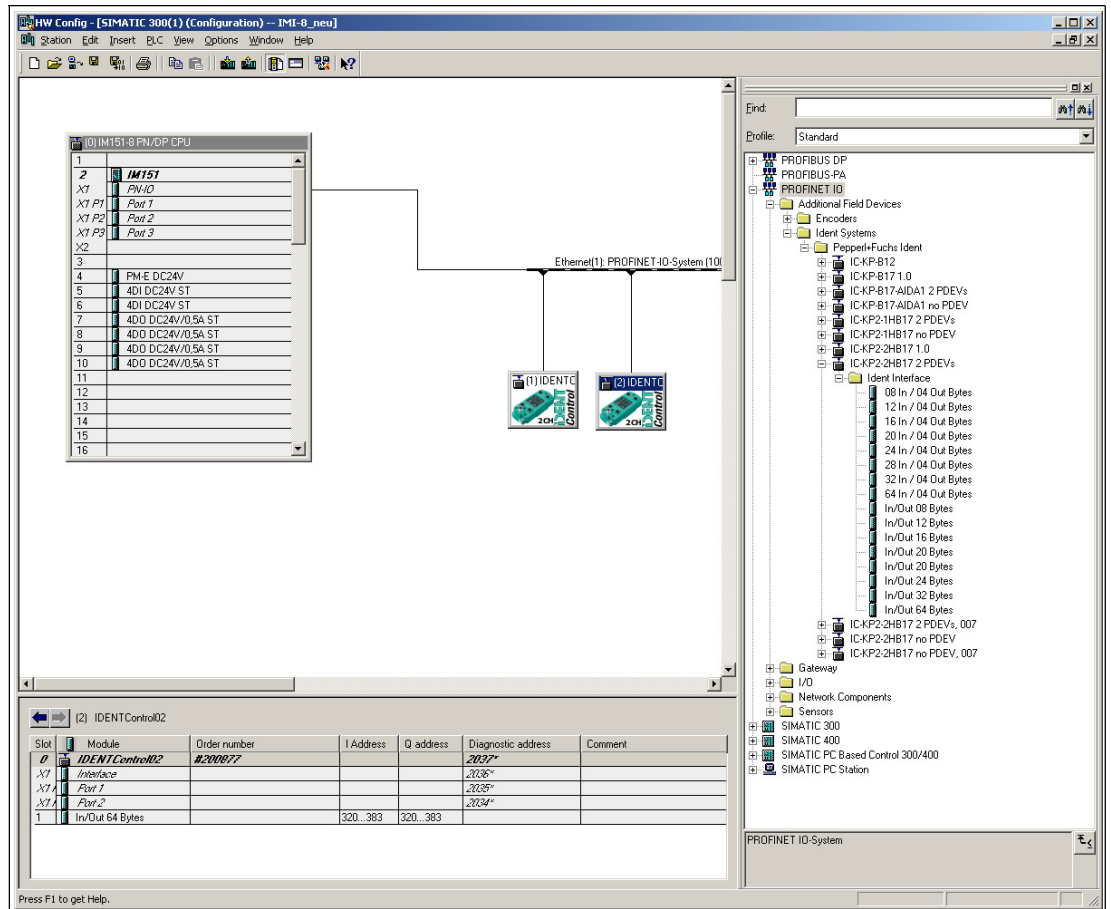 HW Config - [SIMATIC 300(1) (Configuration) -- IMI-8_neu]
Station Edit Insert PLC View Options Window Help
(0) IM151-8 PN/DP CPU
1
2 IM151
X1 PN-IO
X1 P1 Port 1
X1 P2 Port 2
X1 P3 Port 3
X2
3
4 PM-E DC24V
5 4DI DC24V ST
6 4DI DC24V ST
7 4DO DC24V/0,5A ST
8 4DO DC24V/0,5A ST
9 4DO DC24V/0,5A ST
10 4DO DC24V/0,5A ST
11
12
13
14
15
16
Ethernet(1): PROFINET-IO-System (100
(1) IDENTC
2CH IDENT Control
(2) IDENTC
2CH IDENT Control
Find:
Profile: Standard
PROFIBUS DP
PROFIBUS-PA
PROFINET IO
Additional Field Devices
Encoders
Ident Systems
Pepperl+Fuchs Ident
IC-KP-B12
IC-KP-B17 1.0
IC-KP-B17-AIDA1 2 PDEVs
IC-KP-B17-AIDA1 no PDEV
IC-KP2-1HB17 2 PDEVs
IC-KP2-1HB17 no PDEV
IC-KP2-2HB17 1.0
IC-KP2-2HB17 2 PDEVs
Ident Interface
08 In / 04 Out Bytes
12 In / 04 Out Bytes
16 In / 04 Out Bytes
20 In / 04 Out Bytes
24 In / 04 Out Bytes
28 In / 04 Out Bytes
32 In / 04 Out Bytes
64 In / 04 Out Bytes
In/Out 08 Bytes
In/Out 12 Bytes
In/Out 16 Bytes
In/Out 20 Bytes
In/Out 20 Bytes
In/Out 24 Bytes
In/Out 32 Bytes
In/Out 64 Bytes
IC-KP2-2HB17 2 PDEVs, 007
IC-KP2-2HB17 no PDEV
IC-KP2-2HB17 no PDEV, 007
Gateway
I/O
Network Components
Sensors
SIMATIC 300
SIMATIC 400
SIMATIC PC Based Control 300/400
SIMATIC PC Station
PROFINET IO-System
(2) IDENTControl02
Slot Module Order number I Address Q address Diagnostic address Comment
0 IDENTControl02 #200877 2037*
X1 Interface 2036*
X1 Port 1 2035*
X1 Port 2 2034*
1 In/Out 64 Bytes 320...383 320...383
Press F1 to get Help.